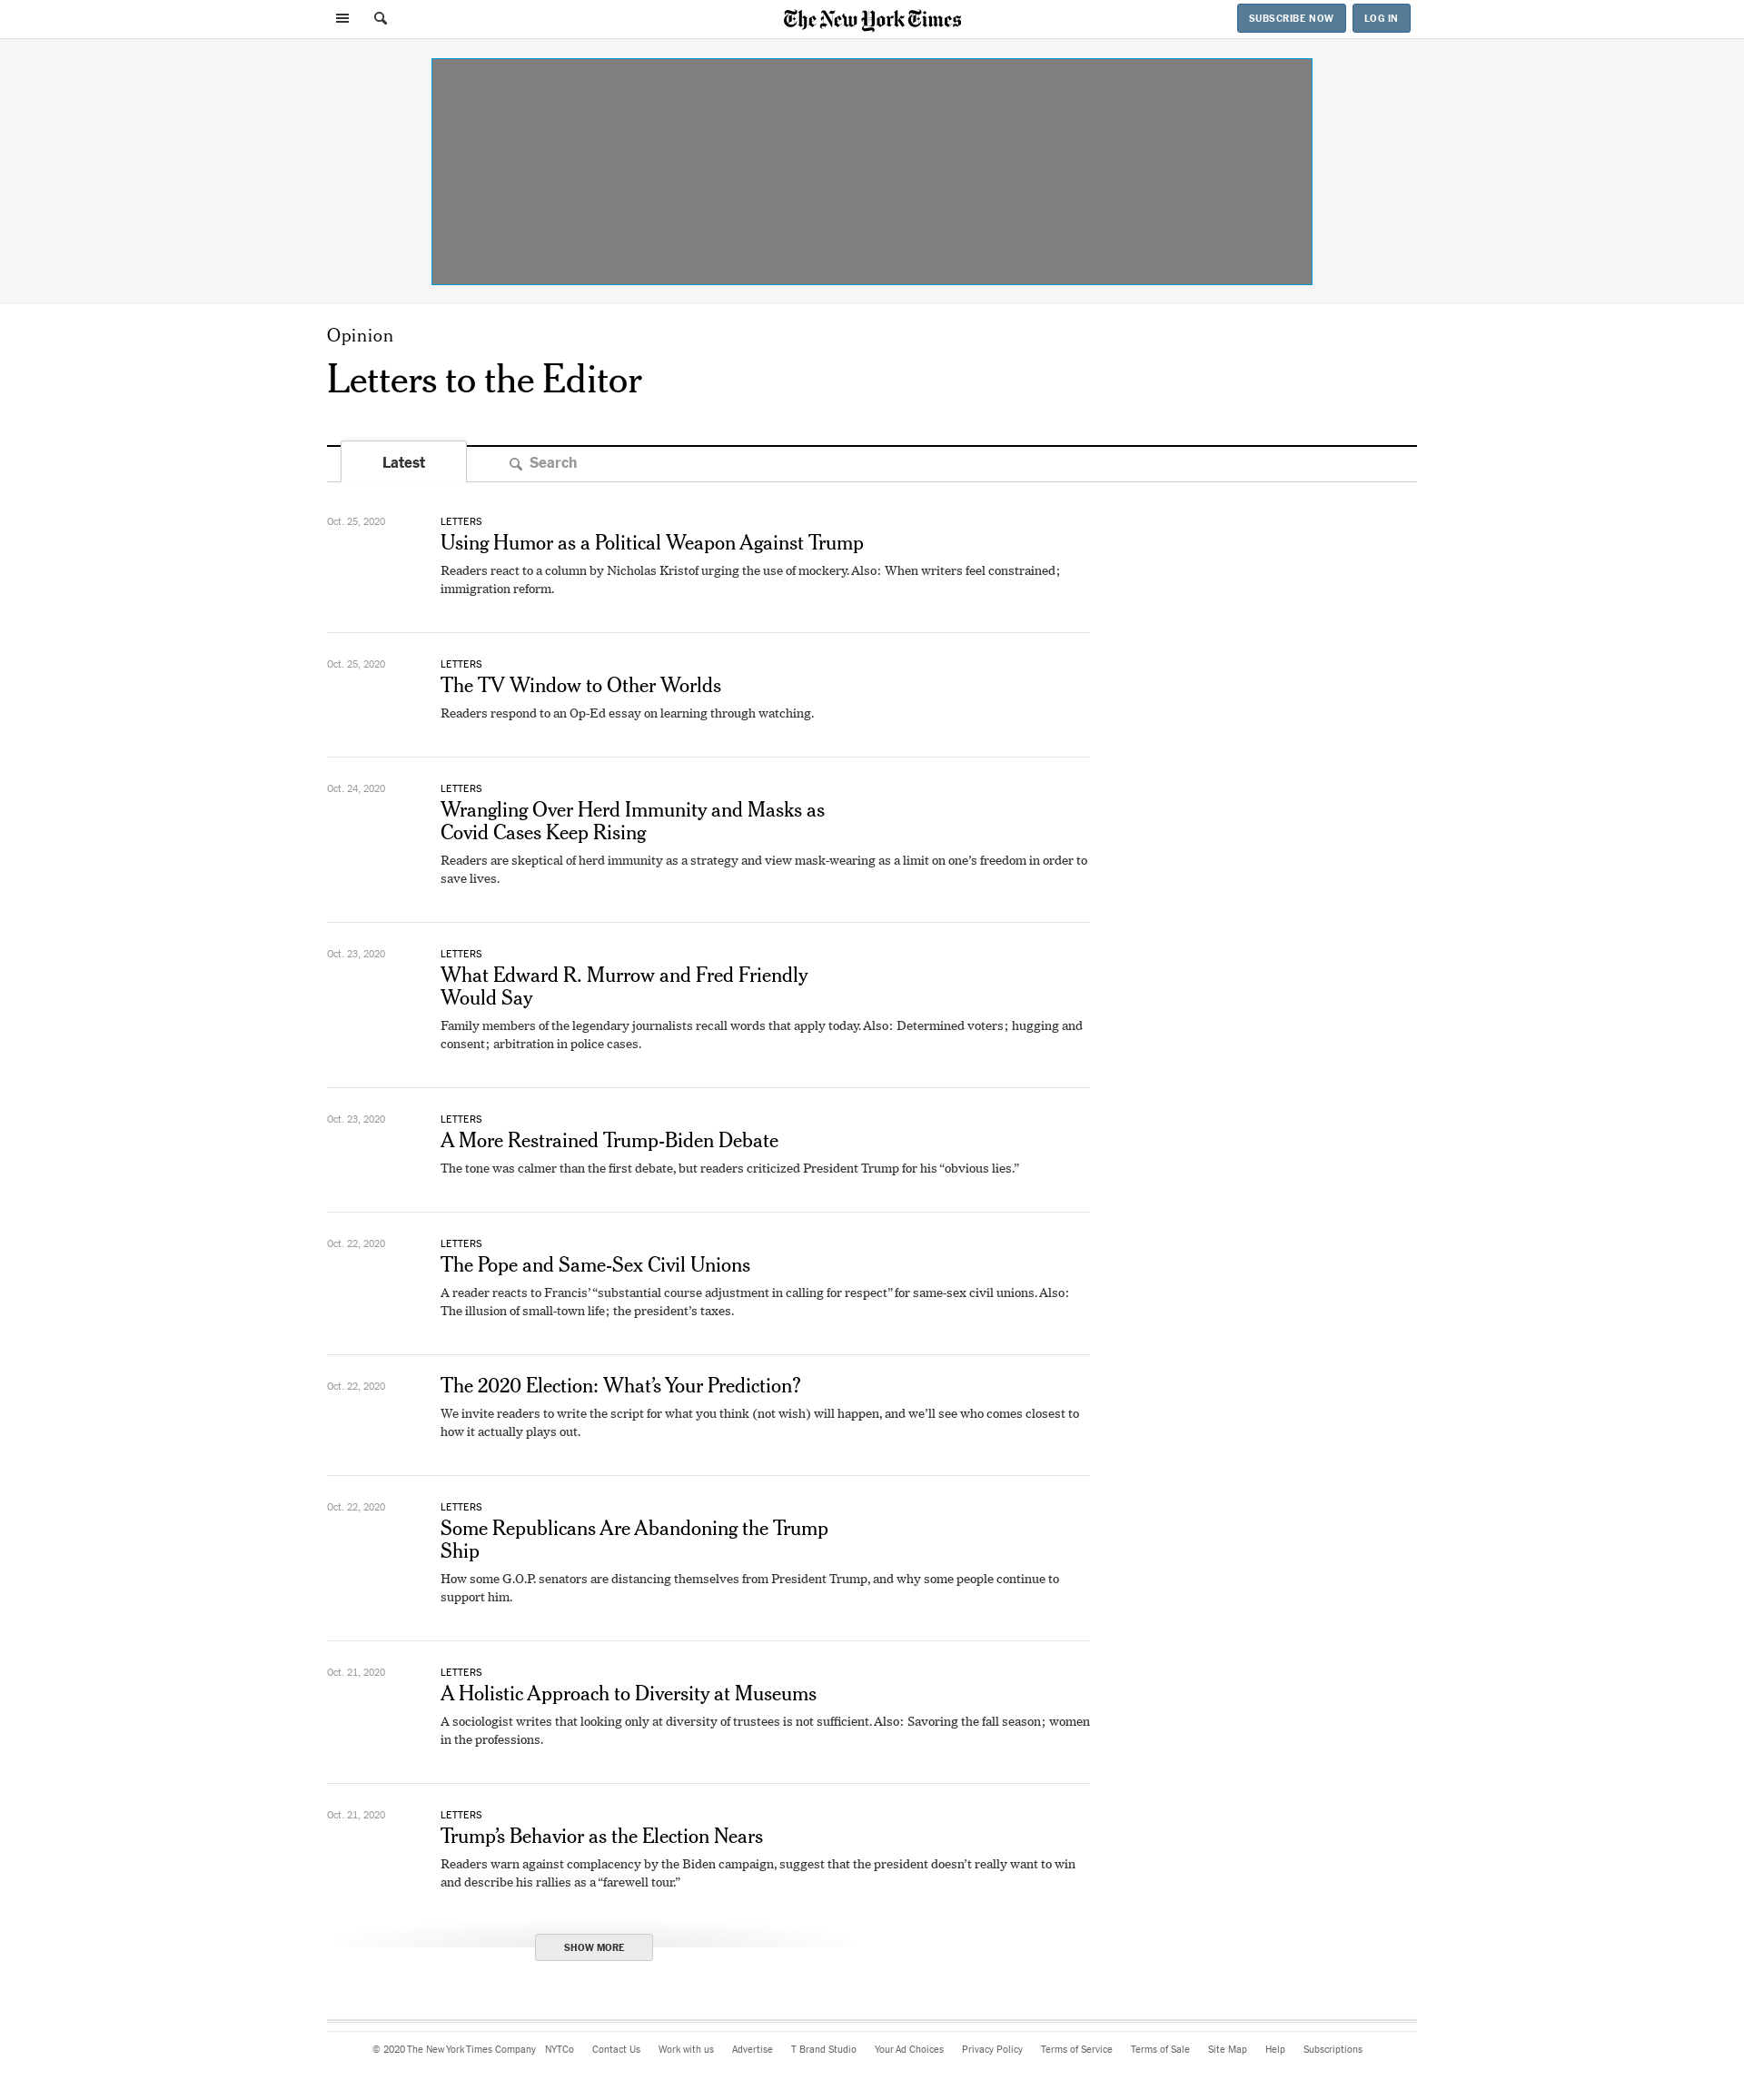 The New York Times
SUBSCRIBE NOW
LOG IN
Opinion
Letters to the Editor
Latest
Search
Oct. 25, 2020
LETTERS
Using Humor as a Political Weapon Against Trump
Readers react to a column by Nicholas Kristof urging the use of mockery. Also: When writers feel constrained;
immigration reform.
Oct. 25, 2020
LETTERS
The TV Window to Other Worlds
Readers respond to an Op-Ed essay on learning through watching.
Oct. 24, 2020
LETTERS
Wrangling Over Herd Immunity and Masks as
Covid Cases Keep Rising
Readers are skeptical of herd immunity as a strategy and view mask-wearing as a limit on one’s freedom in order to
save lives.
Oct. 23, 2020
LETTERS
What Edward R. Murrow and Fred Friendly
Would Say
Family members of the legendary journalists recall words that apply today. Also: Determined voters; hugging and
consent; arbitration in police cases.
Oct. 23, 2020
LETTERS
A More Restrained Trump-Biden Debate
The tone was calmer than the first debate, but readers criticized President Trump for his “obvious lies.”
Oct. 22, 2020
LETTERS
The Pope and Same-Sex Civil Unions
A reader reacts to Francis’ “substantial course adjustment in calling for respect” for same-sex civil unions. Also:
The illusion of small-town life; the president’s taxes.
Oct. 22, 2020
The 2020 Election: What’s Your Prediction?
We invite readers to write the script for what you think (not wish) will happen, and we’ll see who comes closest to
how it actually plays out.
Oct. 22, 2020
LETTERS
Some Republicans Are Abandoning the Trump
Ship
How some G.O.P. senators are distancing themselves from President Trump, and why some people continue to
support him.
Oct. 21, 2020
LETTERS
A Holistic Approach to Diversity at Museums
A sociologist writes that looking only at diversity of trustees is not sufficient. Also: Savoring the fall season; women
in the professions.
Oct. 21, 2020
LETTERS
Trump’s Behavior as the Election Nears
Readers warn against complacency by the Biden campaign, suggest that the president doesn’t really want to win
and describe his rallies as a “farewell tour.”
SHOW MORE
© 2020 The New York Times Company NYTCo Contact Us Work with us Advertise T Brand Studio Your Ad Choices Privacy Policy Terms of Service Terms of Sale Site Map Help Subscriptions